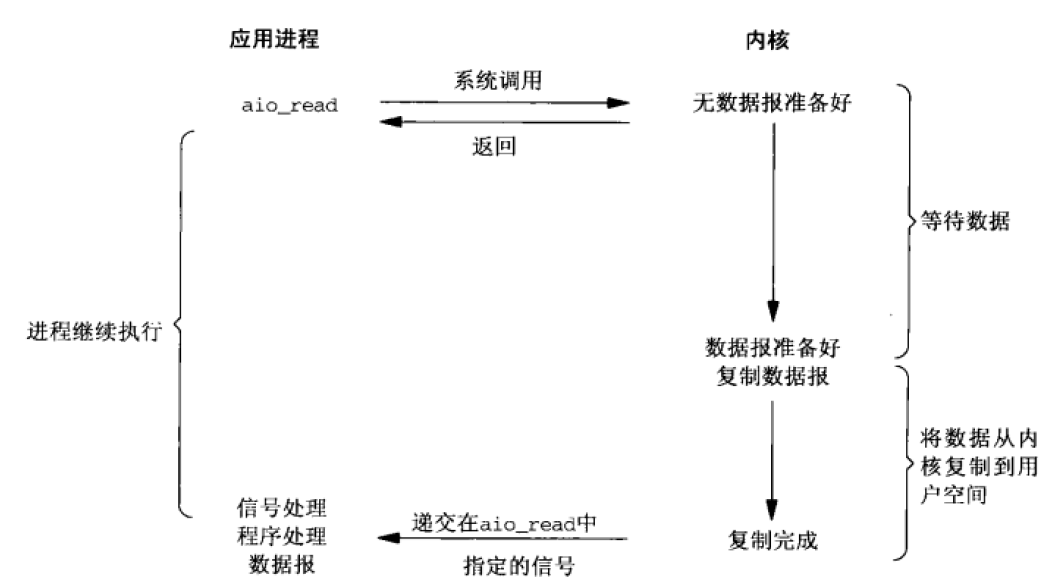 应用进程
内核
系统调用
aio_read
无数据报准备好
返回
等待数据
进程继续执行
数据报准备好
复制数据报
将数据从内
核复制到用
户空间
信号处理
程序处理
数据报
递交在aio_read中
指定的信号
复制完成